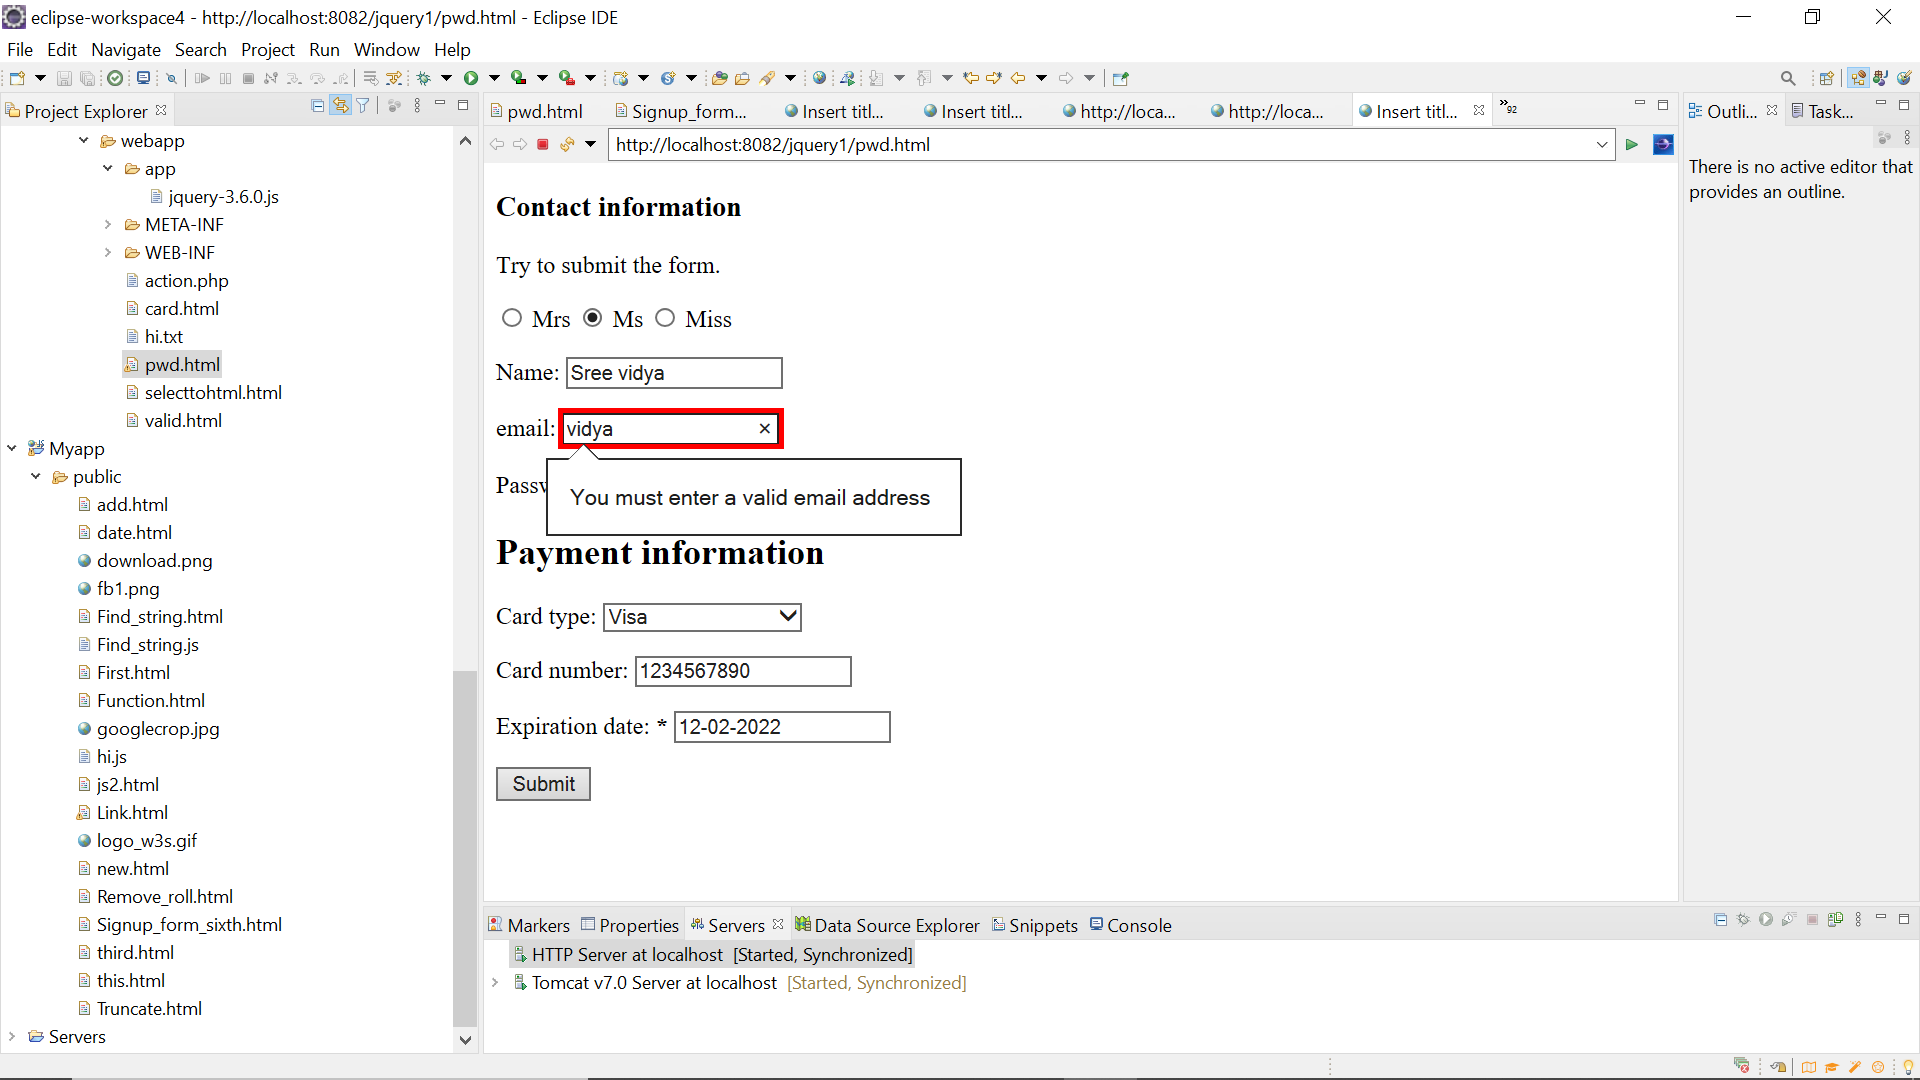 eclipse-workspace4 - http://localhost:8082/jquery1/pwd.html - Eclipse IDE
File Edit Navigate Search Project Run Window Help
Project Explorer
webapp
app
jquery-3.6.0.js
META-INF
WEB-INF
action.php
card.html
hi.txt
pwd.html
selecttohtml.html
valid.html
Myapp
public
add.html
date.html
download.png
fb1.png
Find_string.html
Find_string.js
First.html
Function.html
googlecrop.jpg
hi.js
js2.html
Link.html
logo_w3s.gif
new.html
Remove_roll.html
Signup_form_sixth.html
third.html
this.html
Truncate.html
Servers
pwd.html Signup_form... Insert titl... Insert titl... http://loca... http://loca... Insert titl... »92
http://localhost:8082/jquery1/pwd.html
Contact information
Try to submit the form.
Mrs Ms Miss
Name: Sree vidya
email: vidya
Passw
You must enter a valid email address
Payment information
Card type: Visa
Card number: 1234567890
Expiration date: * 12-02-2022
Submit
Outli... Task...
There is no active editor that
provides an outline.
Markers Properties Servers Data Source Explorer Snippets Console
HTTP Server at localhost [Started, Synchronized]
Tomcat v7.0 Server at localhost [Started, Synchronized]